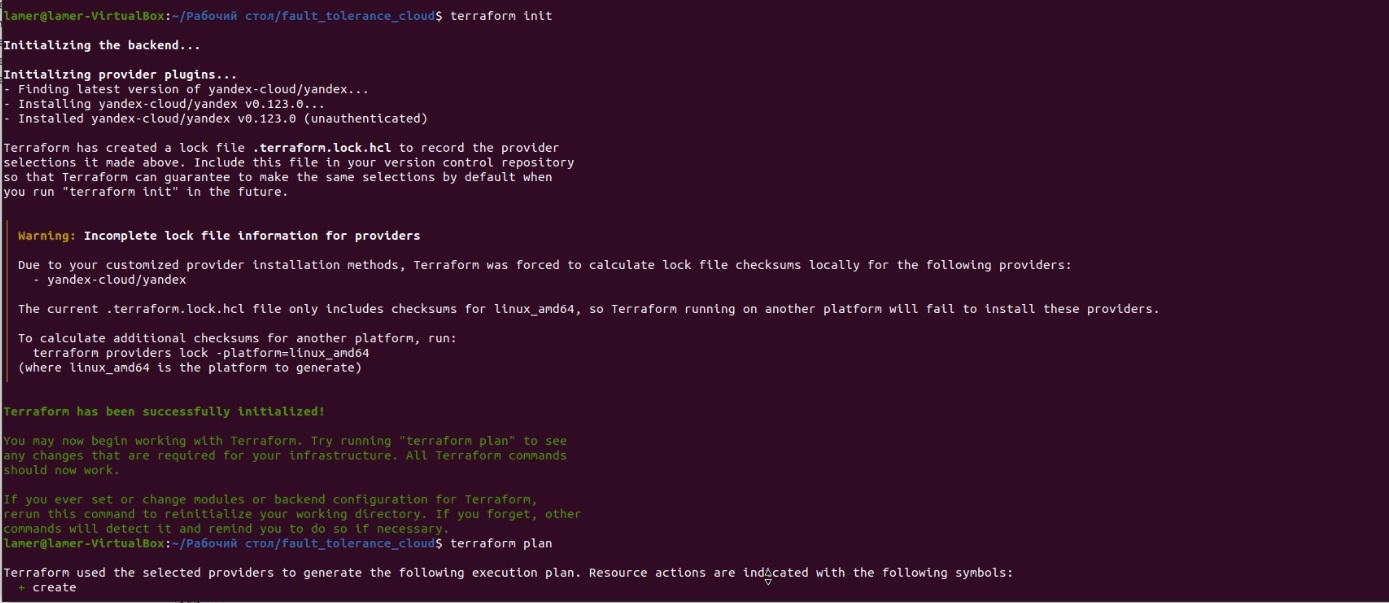 lamer@lamer-VirtualBox:~/Рабочий стол/fault_tolerance_cloud$ terraform init
Initializing the backend...
Initializing provider plugins...
- Finding latest version of yandex-cloud/yandex...
- Installing yandex-cloud/yandex v0.123.0...
- Installed yandex-cloud/yandex v0.123.0 (unauthenticated)
Terraform has created a lock file .terraform.lock.hcl to record the provider
selections it made above. Include this file in your version control repository
so that Terraform can guarantee to make the same selections by default when
you run "terraform init" in the future.
Warning: Incomplete lock file information for providers
Due to your customized provider installation methods, Terraform was forced to calculate lock file checksums locally for the following providers:
- yandex-cloud/yandex
The current .terraform.lock.hcl file only includes checksums for linux_amd64, so Terraform running on another platform will fail to install these providers.
To calculate additional checksums for another platform, run:
terraform providers lock -platform=linux_amd64
(where linux_amd64 is the platform to generate)
Terraform has been successfully initialized!
You may now begin working with Terraform. Try running "terraform plan" to see
any changes that are required for your infrastructure. All Terraform commands
should now work.
If you ever set or change modules or backend configuration for Terraform,
rerun this command to reinitialize your working directory. If you forget, other
commands will detect it and remind you to do so if necessary.
lamer@lamer-VirtualBox:~/Рабочий стол/fault_tolerance_cloud$ terraform plan
Terraform used the selected providers to generate the following execution plan. Resource actions are indicated with the following symbols:
+ create